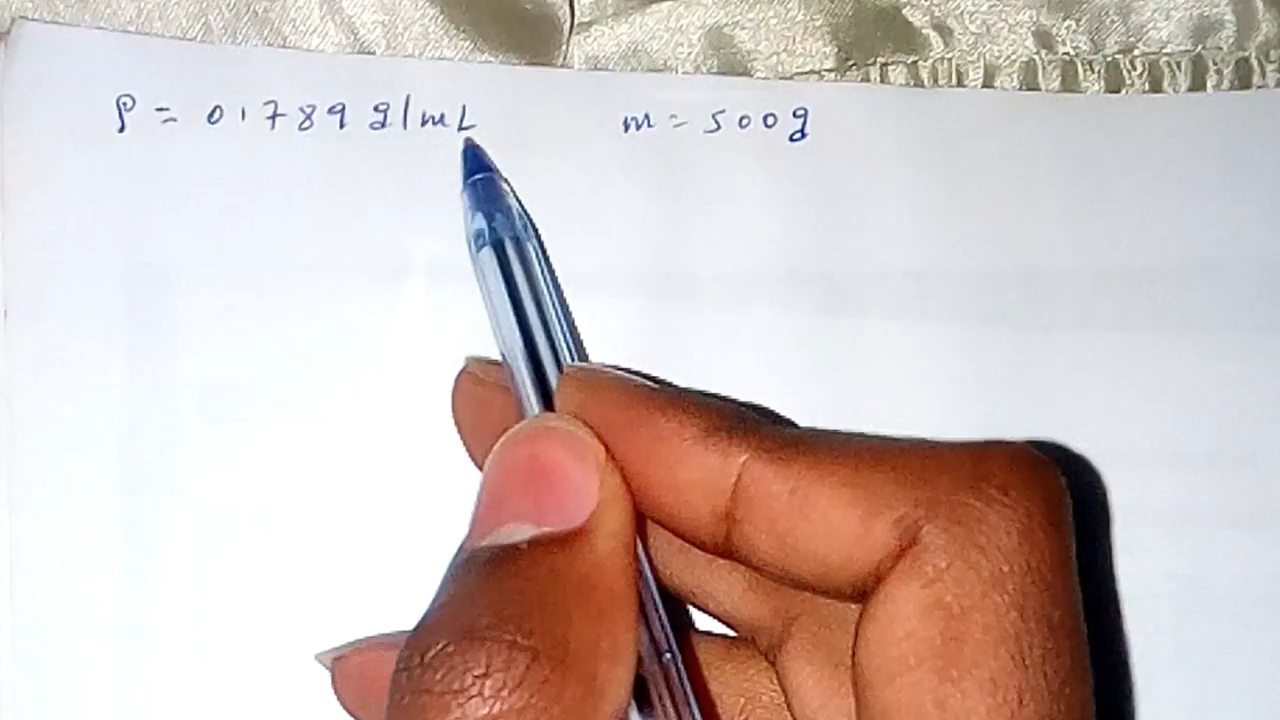 ρ = 0.789 g/mL m = 500g